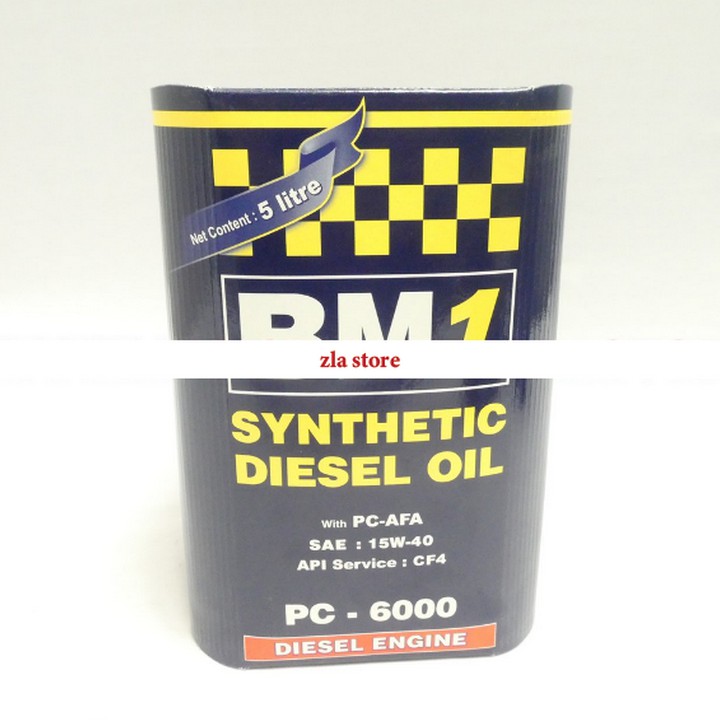 Net Content : 5 litre
BM1
zla store
SYNTHETIC
DIESEL OIL
With PC-AFA
SAE : 15W-40
API Service : CF4
PC - 6000
DIESEL ENGINE